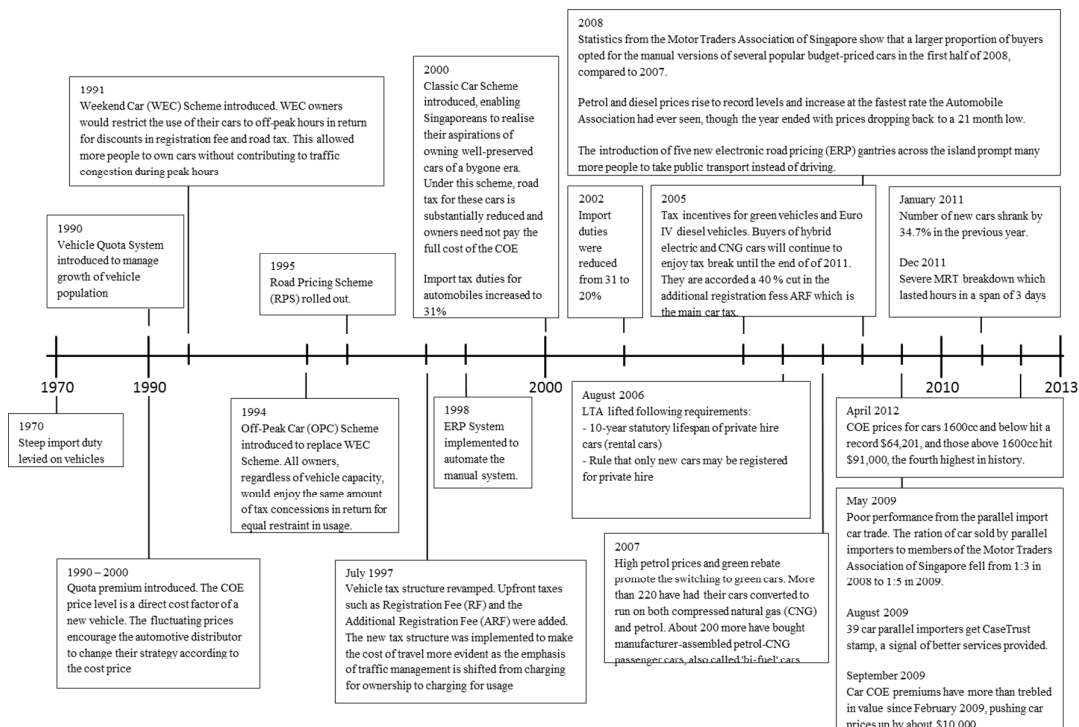 2008
Statistics from the Motor Traders Association of Singapore show that a larger proportion of buyers
opted for the manual versions of several popular budget-priced cars in the first half of 2008,
compared to 2007.
Petrol and diesel prices rise to record levels and increase at the fastest rate the Automobile
Association had ever seen, though the year ended with prices dropping back to a 21 month low.
The introduction of five new electronic road pricing (ERP) gantries across the island prompt many
more people to take public transport instead of driving.
2000
Classic Car Scheme
introduced, enabling
Singaporeans to realise
their aspirations of
owning well-preserved
cars of a bygone era.
Under this scheme, road
tax for these cars is
substantially reduced and
owners need not pay the
full cost of the COE
Import tax duties for
automobiles increased to
31%
1991
Weekend Car (WEC) Scheme introduced. WEC owners
would restrict the use of their cars to off-peak hours in return
for discounts in registration fee and road tax. This allowed
more people to own cars without contributing to traffic
congestion during peak hours
1990
Vehicle Quota System
introduced to manage
growth of vehicle
population
1995
Road Pricing Scheme
(RPS) rolled out.
2002
Import
duties
were
reduced
from 31 to
20%
2005
Tax incentives for green vehicles and Euro
IV diesel vehicles. Buyers of hybrid
electric and CNG cars will continue to
enjoy tax break until the end of of 2011.
They are accorded a 40 % cut in the
additional registration fess ARF which is
the main car tax.
January 2011
Number of new cars shrank by
34.7% in the previous year.
Dec 2011
Severe MRT breakdown which
lasted hours in a span of 3 days
1970
1990
2000
2010
2013
1970
Steep import duty
levied on vehicles
1994
Off-Peak Car (OPC) Scheme
introduced to replace WEC
Scheme. All owners,
regardless of vehicle capacity,
would enjoy the same amount
of tax concessions in return for
equal restraint in usage.
1998
ERP System
implemented to
automate the
manual system.
August 2006
LTA lifted following requirements:
- 10-year statutory lifespan of private hire
cars (rental cars)
- Rule that only new cars may be registered
for private hire
April 2012
COE prices for cars 1600cc and below hit a
record $64,201, and those above 1600cc hit
$91,000, the fourth highest in history.
1990 – 2000
Quota premium introduced. The COE
price level is a direct cost factor of a
new vehicle. The fluctuating prices
encourage the automotive distributor
to change their strategy according to
the cost price
July 1997
Vehicle tax structure revamped. Upfront taxes
such as Registration Fee (RF) and the
Additional Registration Fee (ARF) were added.
The new tax structure was implemented to make
the cost of travel more evident as the emphasis
of traffic management is shifted from charging
for ownership to charging for usage
2007
High petrol prices and green rebate
promote the switching to green cars. More
than 220 have had their cars converted to
run on both compressed natural gas (CNG)
and petrol. About 200 more have bought
manufacturer-assembled petrol-CNG
passenger cars, also called 'bi-fuel' cars
May 2009
Poor performance from the parallel import
car trade. The ration of car sold by parallel
importers to members of the Motor Traders
Association of Singapore fell from 1:3 in
2008 to 1:5 in 2009.
August 2009
39 car parallel importers get CaseTrust
stamp, a signal of better services provided.
September 2009
Car COE premiums have more than trebled
in value since February 2009, pushing car
prices up by about $10,000